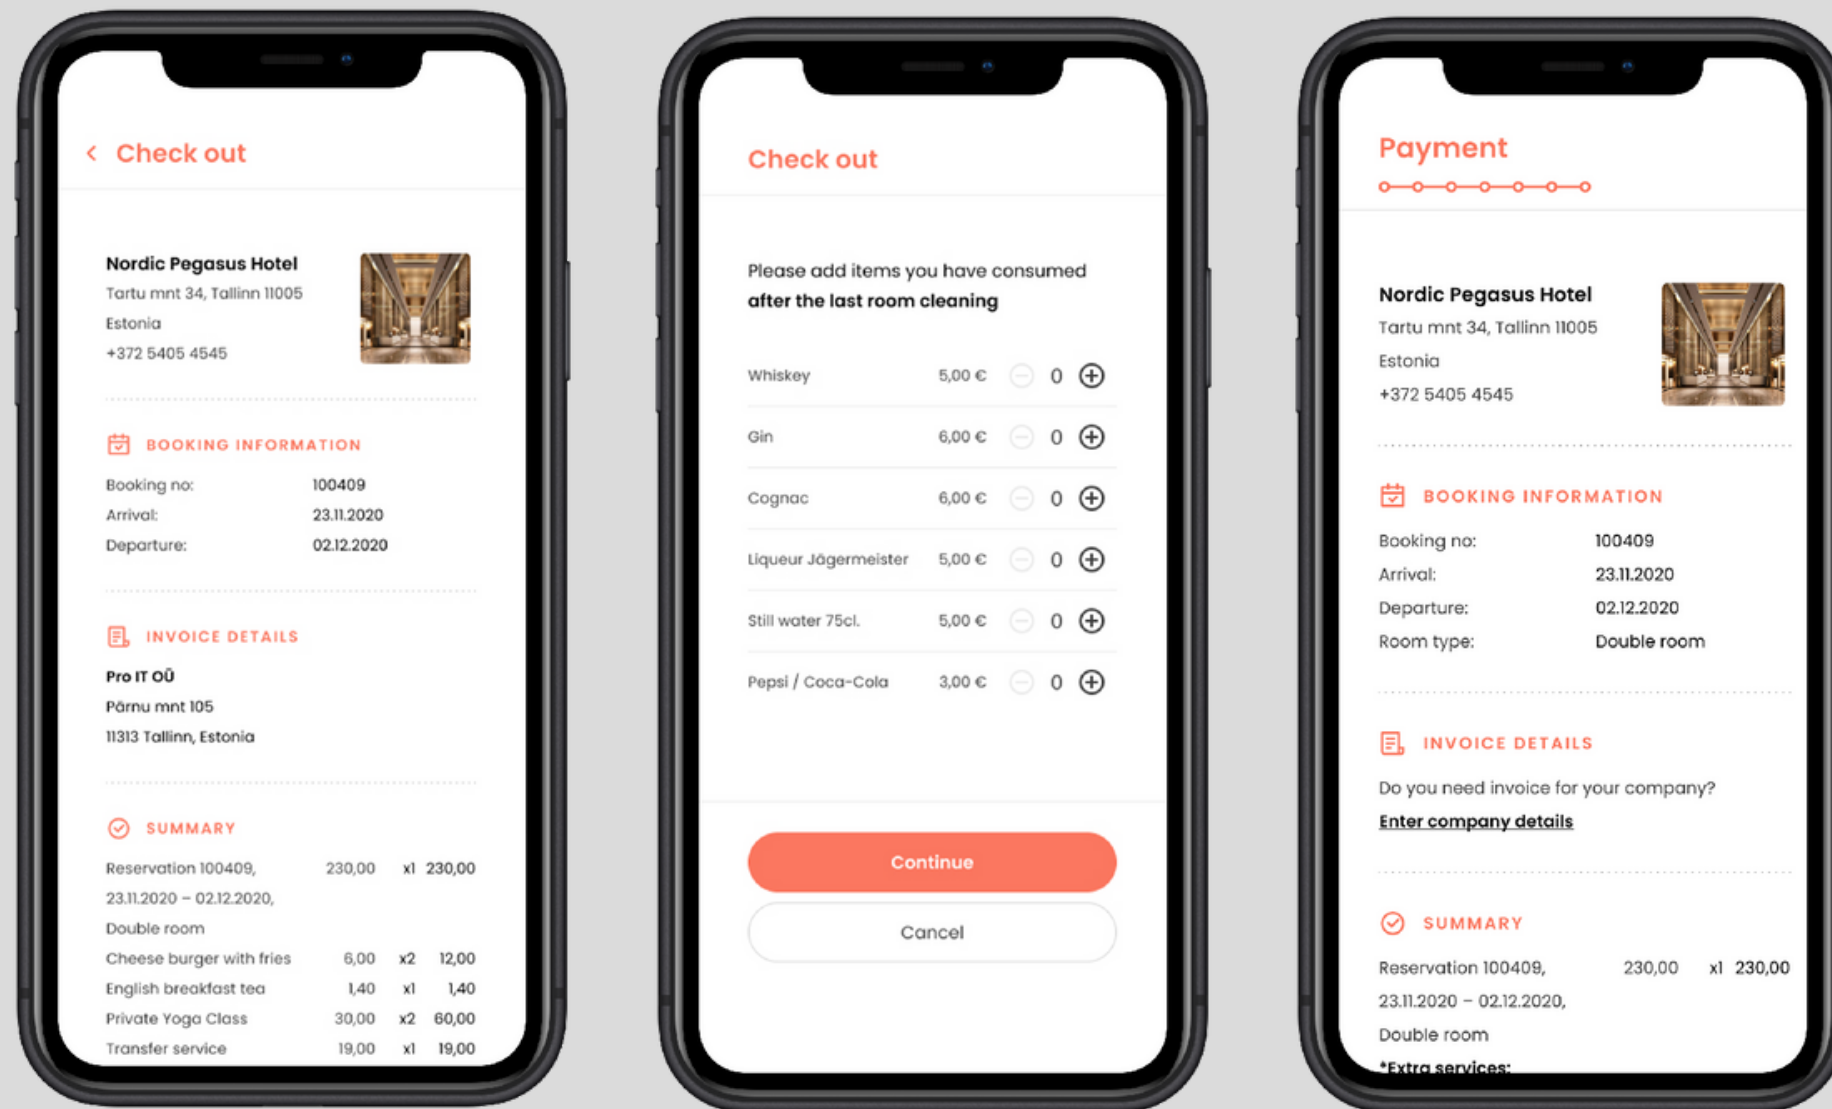 Check out
Nordic Pegasus Hotel
Tartu mnt 34, Tallinn 11005
Estonia
+372 5405 4545
BOOKING INFORMATION
Booking no: 100409
Arrival: 23.11.2020
Departure: 02.12.2020
INVOICE DETAILS
Pro IT OÜ
Pärnu mnt 105
11313 Tallinn, Estonia
SUMMARY
Reservation 100409, 230,00 x1 230,00
23.11.2020 – 02.12.2020,
Double room
Cheese burger with fries 6,00 x2 12,00
English breakfast tea 1,40 x1 1,40
Private Yoga Class 30,00 x2 60,00
Transfer service 19,00 x1 19,00
Check out
Please add items you have consumed
after the last room cleaning
Whiskey 5,00 € 0
Gin 6,00 € 0
Cognac 6,00 € 0
Liqueur Jägermeister 5,00 € 0
Still water 75cl. 5,00 € 0
Pepsi / Coca-Cola 3,00 € 0
Continue
Cancel
Payment
Nordic Pegasus Hotel
Tartu mnt 34, Tallinn 11005
Estonia
+372 5405 4545
BOOKING INFORMATION
Booking no: 100409
Arrival: 23.11.2020
Departure: 02.12.2020
Room type: Double room
INVOICE DETAILS
Do you need invoice for your company?
Enter company details
SUMMARY
Reservation 100409, 230,00 x1 230,00
23.11.2020 – 02.12.2020,
Double room
*Extra services: